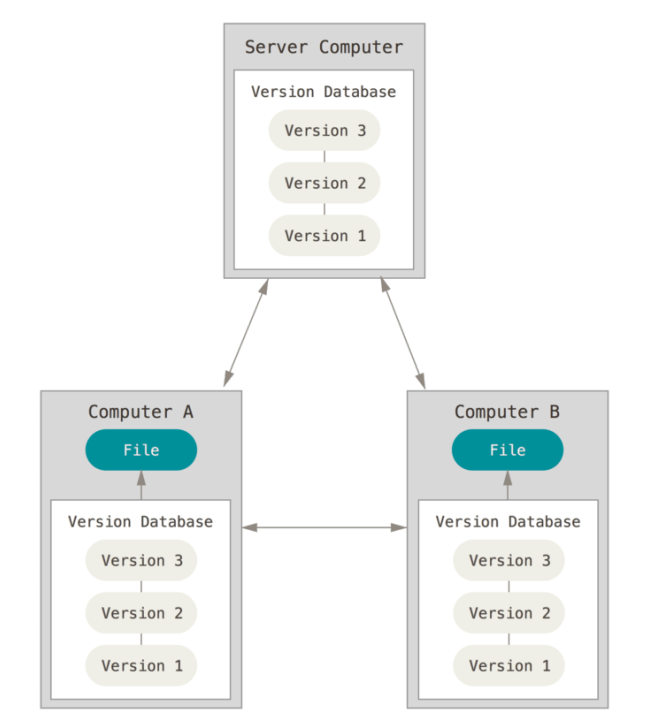 Server Computer
Version Database
Version 3
Version 2
Version 1
Computer A
File
Version Database
Version 3
Version 2
Version 1
Computer B
File
Version Database
Version 3
Version 2
Version 1